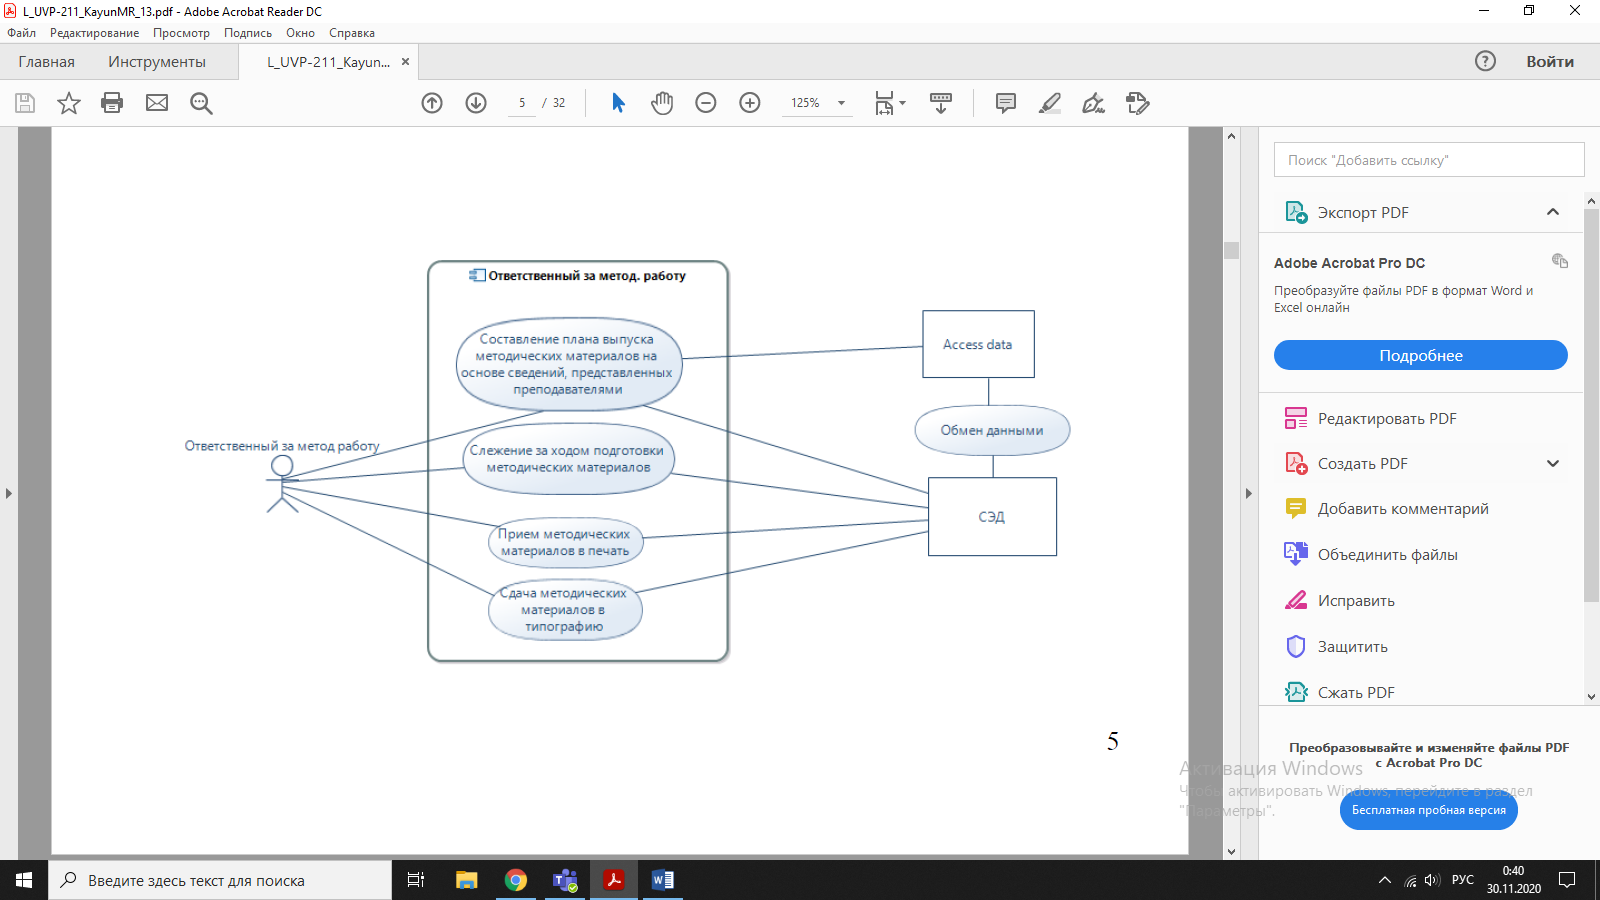 L_UVP-211_KayunMR_13.pdf - Adobe Acrobat Reader DC
Файл Редактирование Просмотр Подпись Окно Справка
Главная Инструменты L_UVP-211_Kayun... × ? Войти
5 / 32 125%
Ответственный за метод. работу
Составление плана выпуска
методических материалов на
основе сведений, представленных
преподавателями
Access data
Обмен данными
Ответственный за метод работу
Слежение за ходом подготовки
методических материалов
СЭД
Прием методических
материалов в печать
Сдача методических
материалов в
типографию
5
Поиск "Добавить ссылку"
Экспорт PDF
Adobe Acrobat Pro DC
Преобразуйте файлы PDF в формат Word и
Excel онлайн
Подробнее
Редактировать PDF
Создать PDF
Добавить комментарий
Объединить файлы
Исправить
Защитить
Сжать PDF
Преобразовывайте и изменяйте файлы PDF
с Acrobat Pro DC
Бесплатная пробная версия
Активация Windows
Чтобы активировать Windows, перейдите в раздел
"Параметры".
Введите здесь текст для поиска
РУС
0:40
30.11.2020